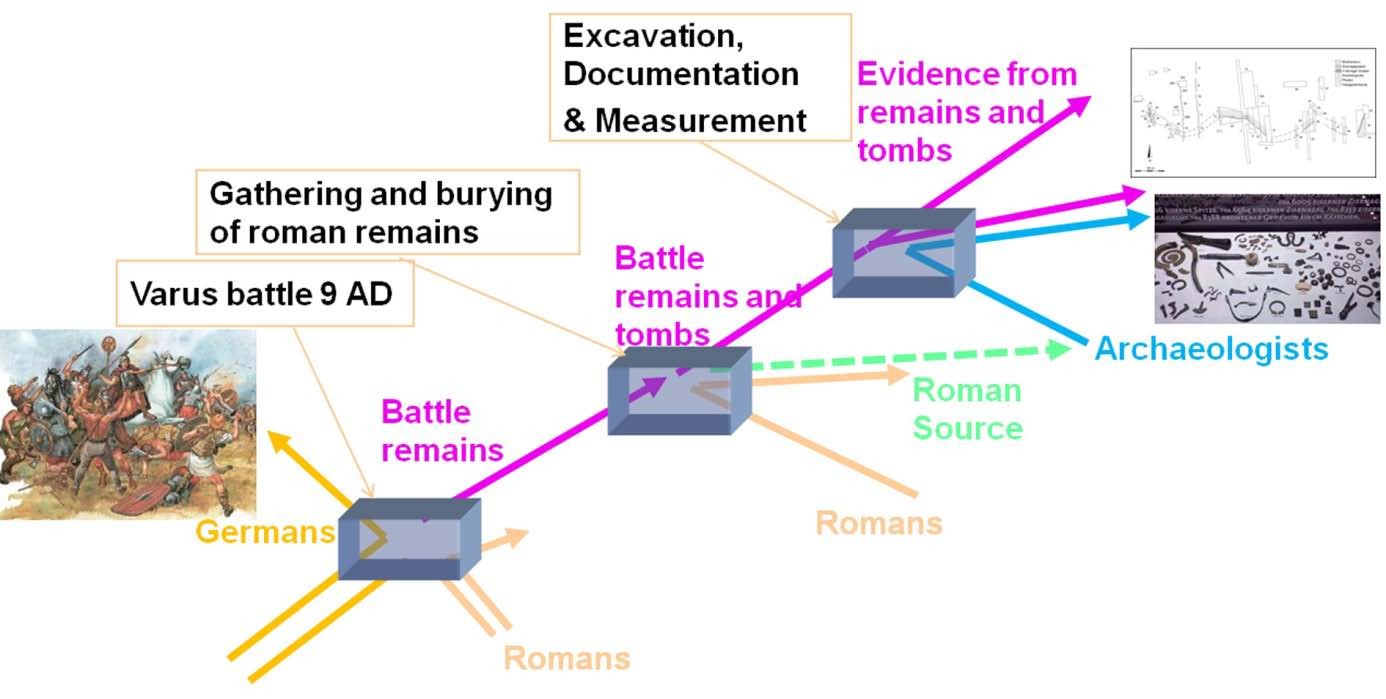 Excavation,
Documentation
& Measurement
Evidence from
remains and
tombs
Gathering and burying
of roman remains
Battle
remains and
tombs
Varus battle 9 AD
Archaeologists
Battle
remains
Roman
Source
Germans
Romans
Romans